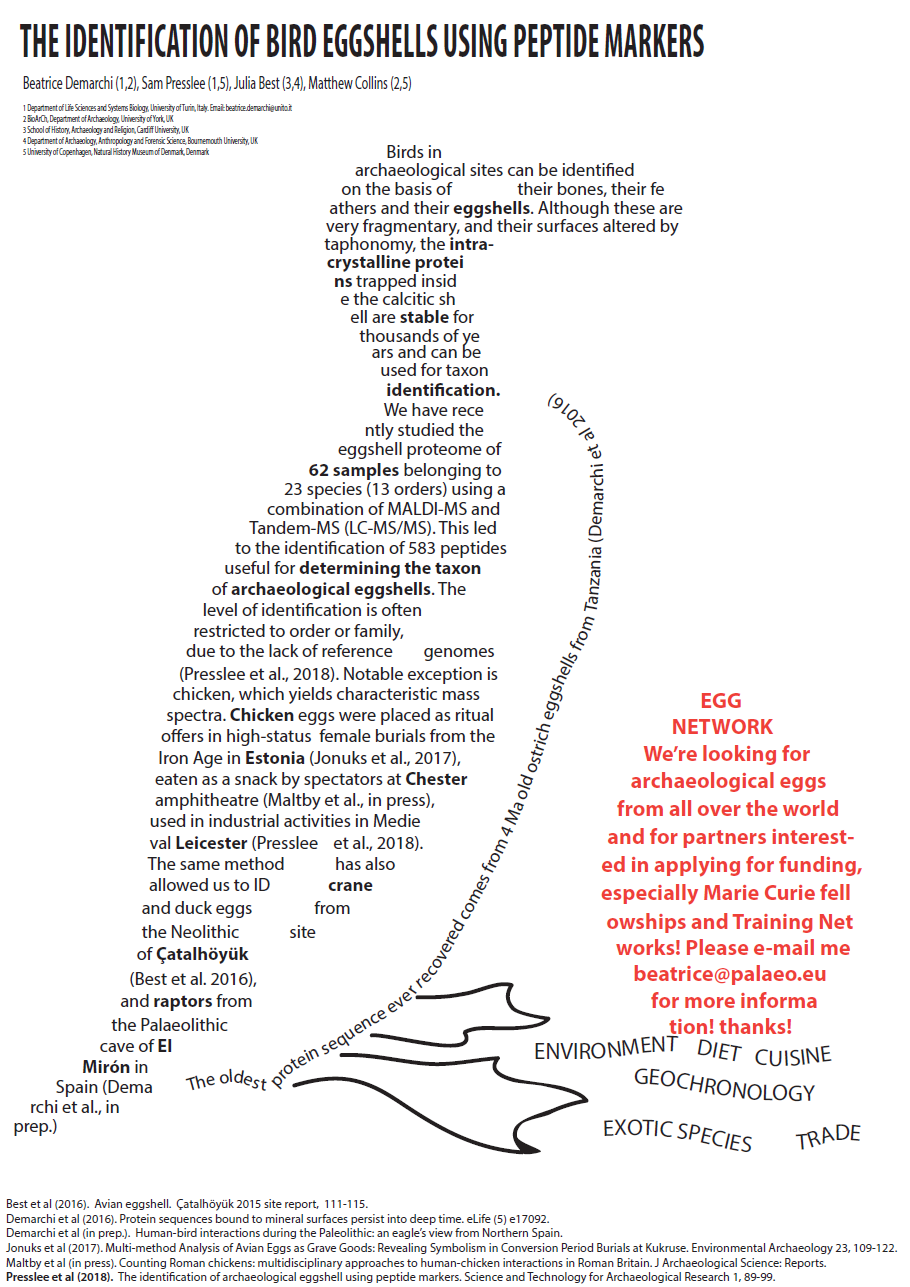 THE IDENTIFICATION OF BIRD EGGSHELLS USING PEPTIDE MARKERS
Beatrice Demarchi (1,2), Sam Presslee (1,5), Julia Best (3,4), Matthew Collins (2,5)
1 Department of Life Sciences and Systems Biology, University of Turin, Italy. Email: beatrice.demarchi@unito.it
2 BioArCh, Department of Archaeology, University of York, UK
3 School of History, Archaeology and Religion, Cardiff University, UK
4 Department of Archaeology, Anthropology and Forensic Science, Bournemouth University, UK
5 University of Copenhagen, Natural History Museum of Denmark, Denmark
Birds in
archaeological sites can be identified
on the basis of their bones, their fe
athers and their eggshells. Although these are
very fragmentary, and their surfaces altered by
taphonomy, the intra-
crystalline protei
ns trapped insid
e the calcitic sh
ell are stable for
thousands of ye
ars and can be
used for taxon
identification.
We have rece
ntly studied the
eggshell proteome of
62 samples belonging to
23 species (13 orders) using a
combination of MALDI-MS and
Tandem-MS (LC-MS/MS). This led
to the identification of 583 peptides
useful for determining the taxon
of archaeological eggshells. The
level of identification is often
restricted to order or family,
due to the lack of reference genomes
(Presslee et al., 2018). Notable exception is
chicken, which yields characteristic mass
spectra. Chicken eggs were placed as ritual
offers in high-status female burials from the
Iron Age in Estonia (Jonuks et al., 2017),
eaten as a snack by spectators at Chester
amphitheatre (Maltby et al., in press),
used in industrial activities in Medie
val Leicester (Presslee et al., 2018).
The same method has also
allowed us to ID crane
and duck eggs from
the Neolithic site
of Çatalhöyük
(Best et al. 2016),
and raptors from
the Palaeolithic
cave of El
Mirón in
Spain (Dema
rchi et al., in
prep.)
The oldest protein sequence ever recovered comes from 4 Ma old ostrich eggshells from Tanzania (Demarchi et al 2016)
EGG
NETWORK
We're looking for
archaeological eggs
from all over the world
and for partners interest-
ed in applying for funding,
especially Marie Curie fell
owships and Training Net
works! Please e-mail me
beatrice@palaeo.eu
for more informa
tion! thanks!
ENVIRONMENT DIET CUISINE
GEOCHRONOLOGY
EXOTIC SPECIES TRADE
Best et al (2016). Avian eggshell. Çatalhöyük 2015 site report, 111-115.
Demarchi et al (2016). Protein sequences bound to mineral surfaces persist into deep time. eLife (5) e17092.
Demarchi et al (in prep.). Human-bird interactions during the Paleolithic: an eagle's view from Northern Spain.
Jonuks et al (2017). Multi-method Analysis of Avian Eggs as Grave Goods: Revealing Symbolism in Conversion Period Burials at Kukruse. Environmental Archaeology 23, 109-122.
Maltby et al (in press). Counting Roman chickens: multidisciplinary approaches to human-chicken interactions in Roman Britain. J Archaeological Science: Reports.
Presslee et al (2018). The identification of archaeological eggshell using peptide markers. Science and Technology for Archaeological Research 1, 89-99.